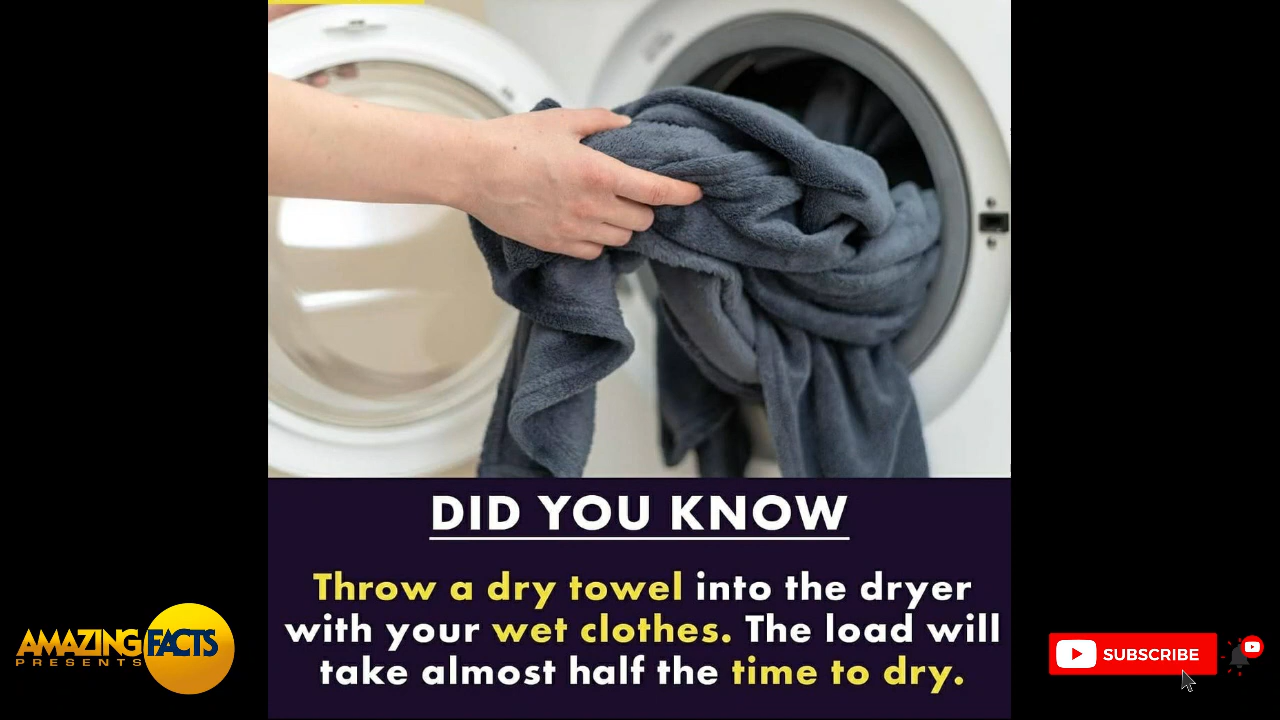 DID YOU KNOW
Throw a dry towel into the dryer
with your wet clothes. The load will
take almost half the time to dry.
AMAZING FACTS
PRESENTS
SUBSCRIBE